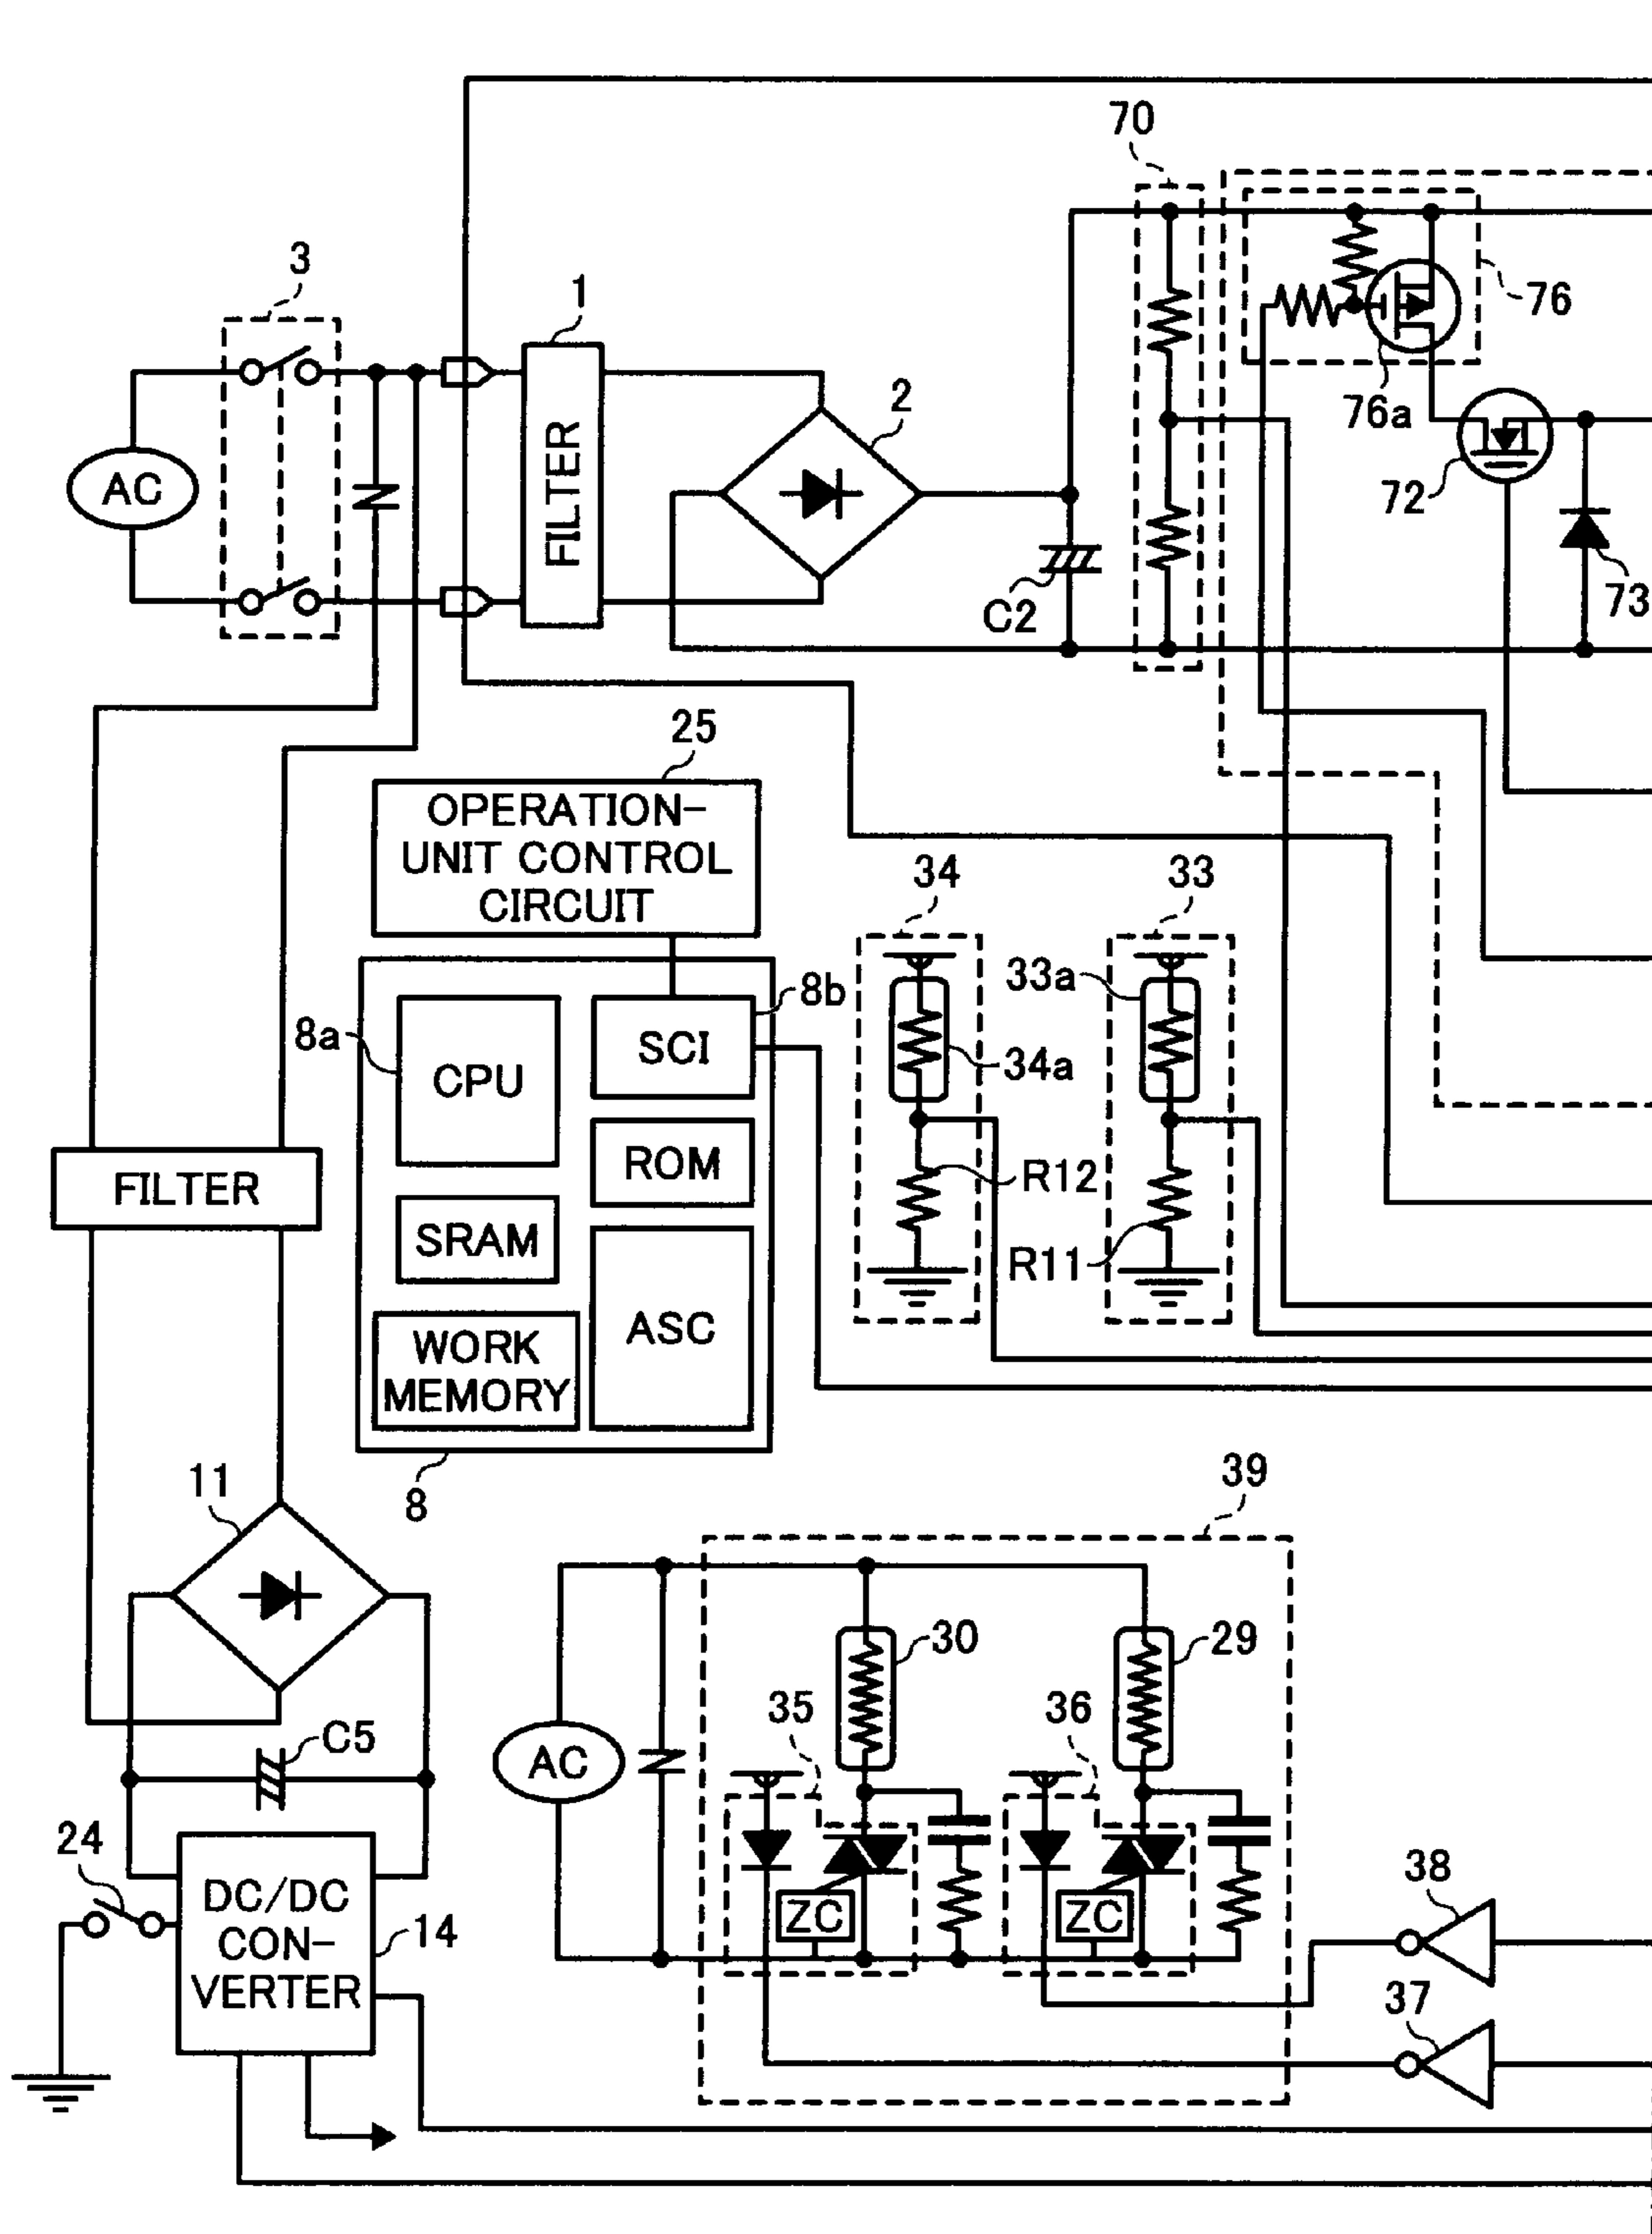 70
3
1
76
2
76a
AC
FILTER
72
73
C2
25
OPERATION-
UNIT CONTROL
CIRCUIT
34
33
8b
33a
8a
SCI
CPU
34a
ROM
R12
FILTER
SRAM
R11
ASC
WORK
MEMORY
8
39
11
30
29
35
36
C5
AC
24
38
DC/DC
CON-
VERTER
ZC
ZC
14
37